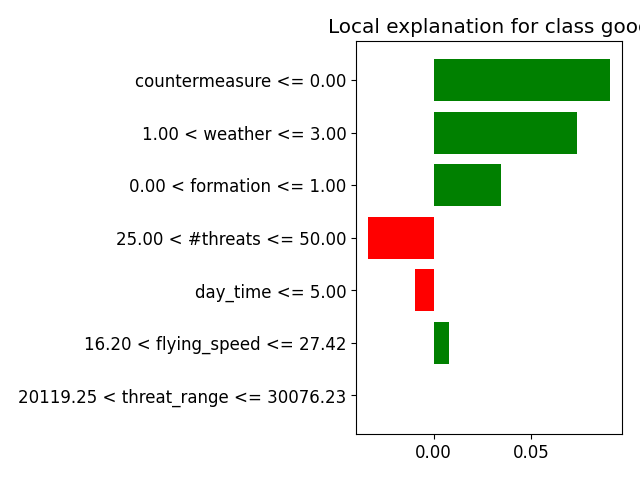 Local explanation for class goo
countermeasure <= 0.00
1.00 < weather <= 3.00
0.00 < formation <= 1.00
25.00 < #threats <= 50.00
day_time <= 5.00
16.20 < flying_speed <= 27.42
20119.25 < threat_range <= 30076.23
0.00 0.05